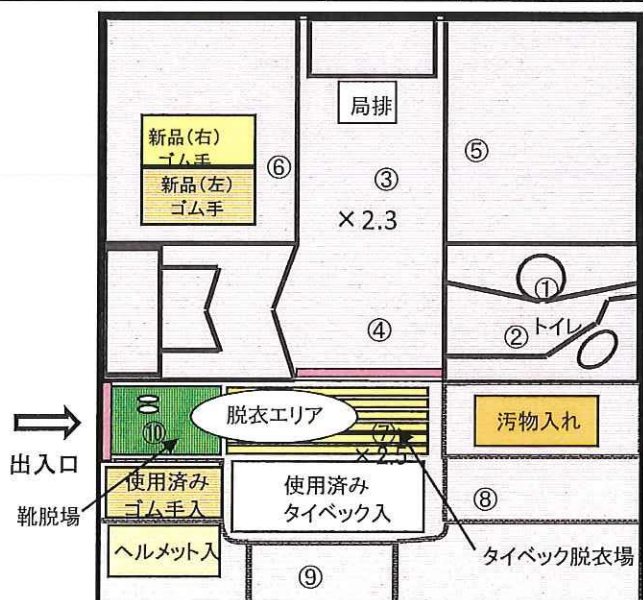 局排
新品(右)
ゴム手
新品(左)
ゴム手
⑥
③
⑤
×2.3
①
②
トイレ
④
脱衣エリア
⑩
⑦
×2.5
汚物入れ
出入口
靴脱場
使用済み
ゴム手入
使用済み
タイベック入
⑧
ヘルメット入
タイベック脱衣場
⑨